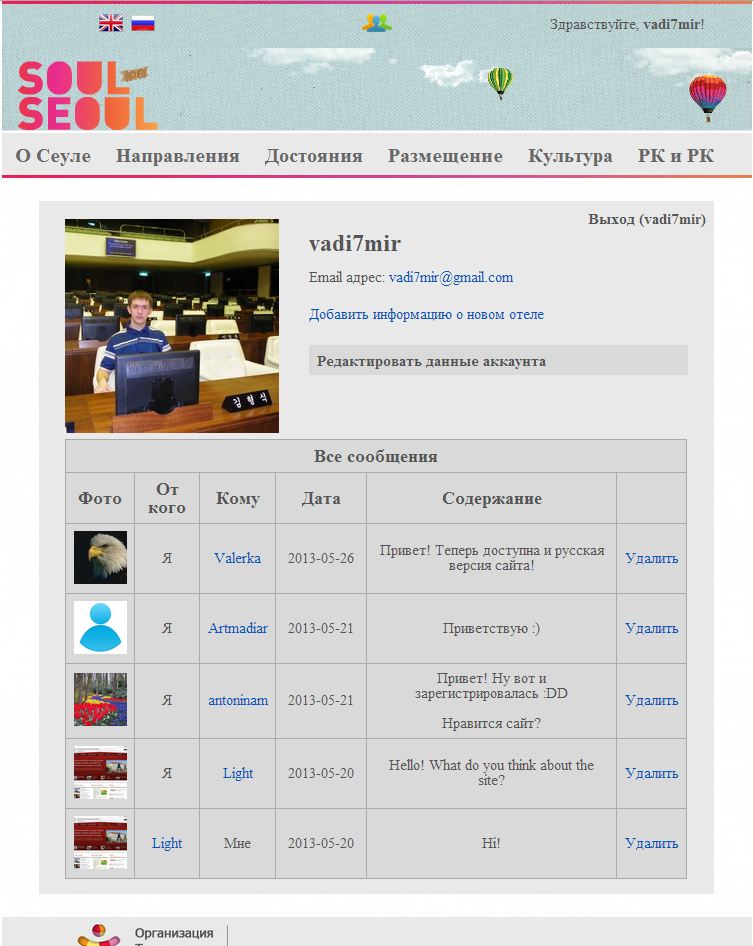 Здравствуйте, vadi7mir!
SOUL
SEOUL
О Сеуле Направления Достояния Размещение Культура РК и РК
Выход (vadi7mir)
vadi7mir
Email адрес: vadi7mir@gmail.com
Добавить информацию о новом отеле
Редактировать данные аккаунта
김형식
Все сообщения
Фото От кого Кому Дата Содержание
Я Valerka 2013-05-26 Привет! Теперь доступна и русская
версия сайта! Удалить
Я Artmadiar 2013-05-21 Приветствую :) Удалить
Я antoninam 2013-05-21 Привет! Ну вот и
зарегистрировалась :DD
Нравится сайт? Удалить
Я Light 2013-05-20 Hello! What do you think about the
site? Удалить
Light Мне 2013-05-20 Hi! Удалить
Организация